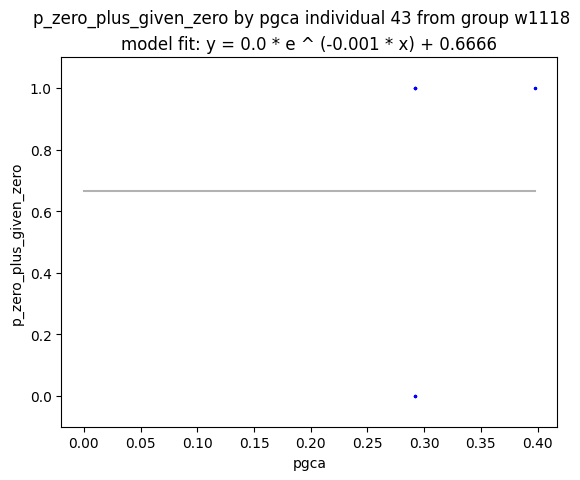 p_zero_plus_given_zero by pgca individual 43 from group w1118
model fit: y = 0.0 * e ^ (-0.001 * x) + 0.6666
1.0
0.8
0.6
0.4
0.2
0.0
p_zero_plus_given_zero
0.00 0.05 0.10 0.15 0.20 0.25 0.30 0.35 0.40
pgca